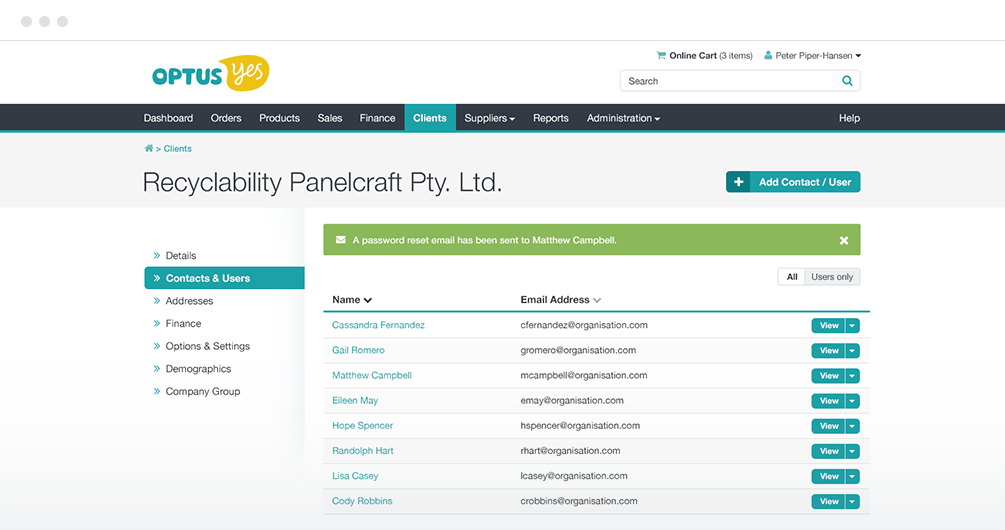 Online Cart (3 items) Peter Piper-Hansen
OPTUS yes
Search
Dashboard Orders Products Sales Finance Clients Suppliers Reports Administration Help
> Clients
Recyclability Panelcraft Pty. Ltd.
+ Add Contact / User
A password reset email has been sent to Matthew Campbell.
» Details
» Contacts & Users
» Addresses
» Finance
» Options & Settings
» Demographics
» Company Group
All Users only
Name Email Address
Cassandra Fernandez cfernandez@organisation.com View
Gail Romero gromero@organisation.com View
Matthew Campbell mcampbell@organisation.com View
Eileen May emay@organisation.com View
Hope Spencer hspencer@organisation.com View
Randolph Hart rhart@organisation.com View
Lisa Casey lcasey@organisation.com View
Cody Robbins crobbins@organisation.com View